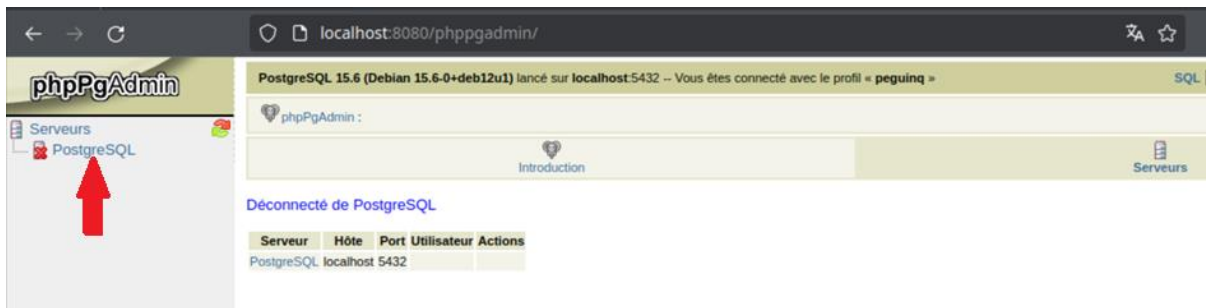 localhost:8080/phppgadmin/
phpPgAdmin
PostgreSQL 15.6 (Debian 15.6-0+deb12u1) lancé sur localhost:5432 -- Vous êtes connecté avec le profil « peguinq »
SQL
Serveurs
PostgreSQL
phpPgAdmin :
Introduction
Serveurs
Déconnecté de PostgreSQL
Serveur Hôte Port Utilisateur Actions
PostgreSQL localhost 5432